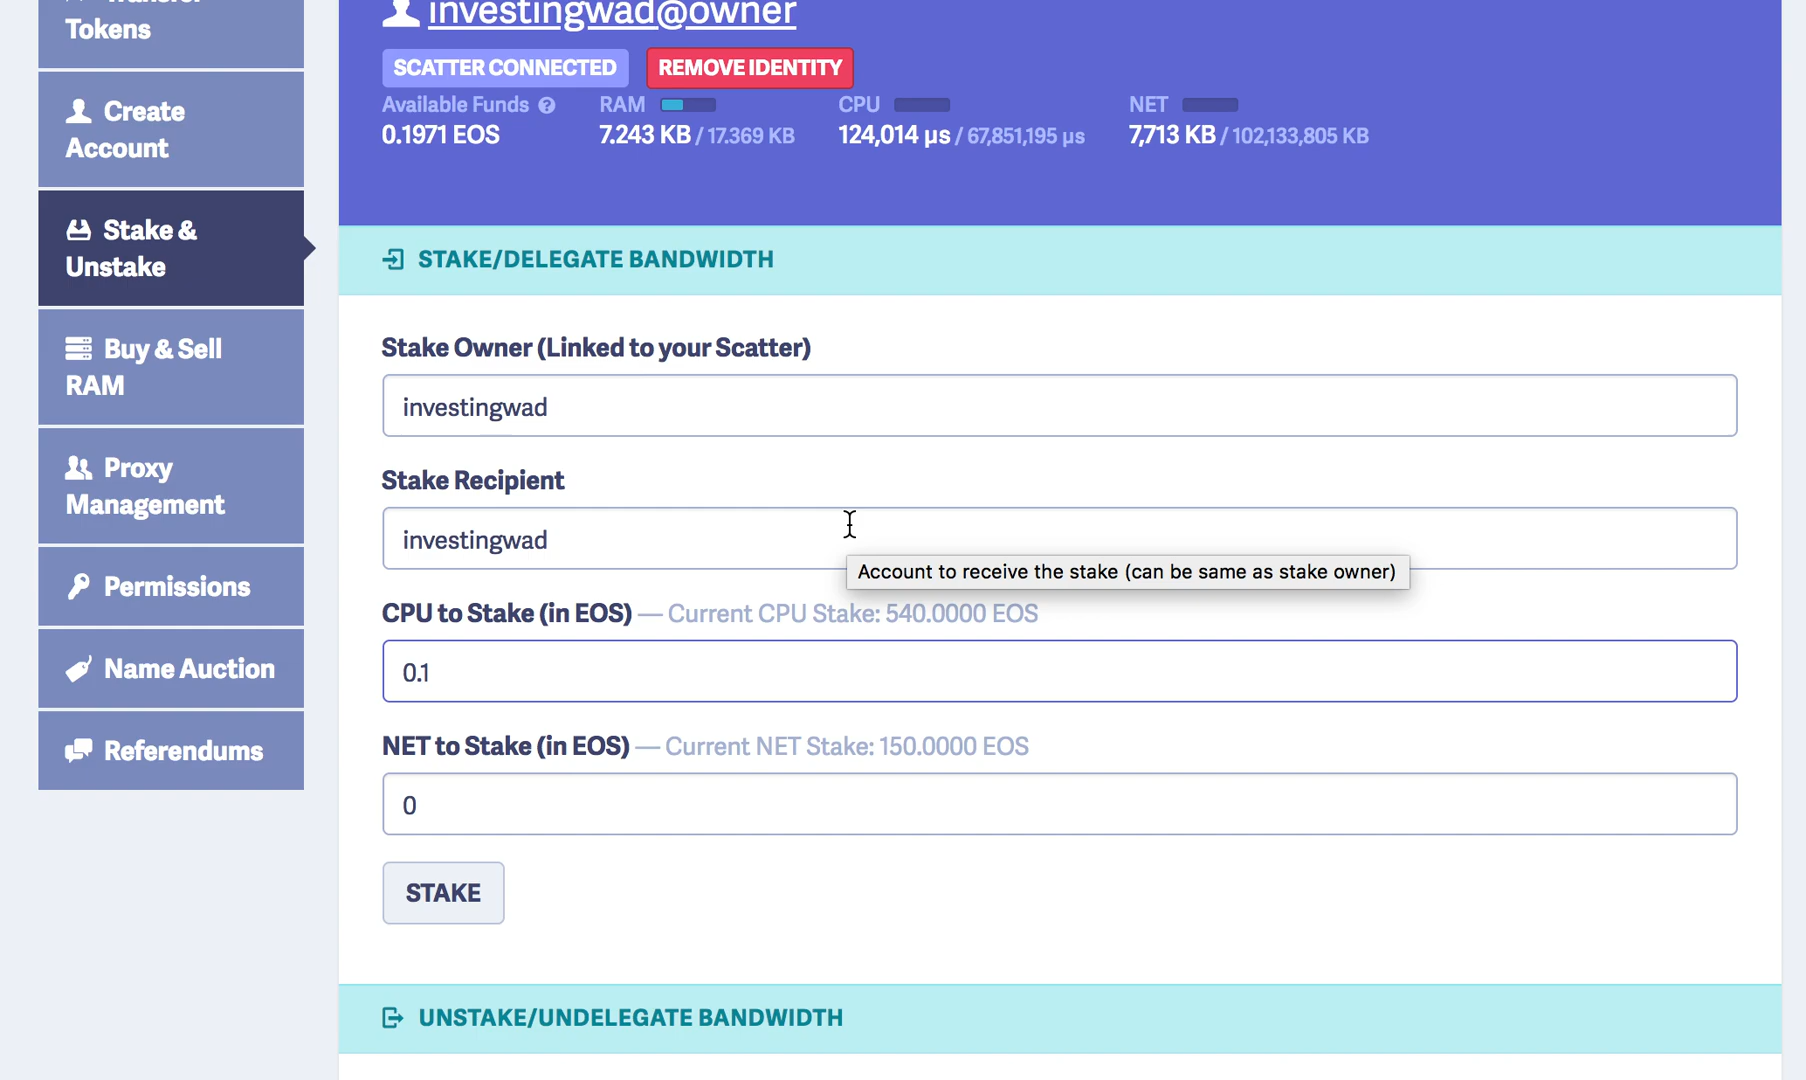 Transfer
Tokens
Create
Account
Stake &
Unstake
Buy & Sell
RAM
Proxy
Management
Permissions
Name Auction
Referendums
investingwad@owner
SCATTER CONNECTED
REMOVE IDENTITY
Available Funds ?
0.1971 EOS
RAM
7.243 KB / 17.369 KB
CPU
124,014 µs / 67,851,195 µs
NET
7,713 KB / 102,133,805 KB
STAKE/DELEGATE BANDWIDTH
Stake Owner (Linked to your Scatter)
investingwad
Stake Recipient
investingwad
Account to receive the stake (can be same as stake owner)
CPU to Stake (in EOS) — Current CPU Stake: 540.0000 EOS
0.1
NET to Stake (in EOS) — Current NET Stake: 150.0000 EOS
0
STAKE
UNSTAKE/UNDELEGATE BANDWIDTH